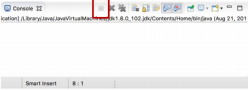 Console
ication] /Library/Java/JavaVirtualMachines/jdk1.8.0_102.jdk/Contents/Home/bin/java (Aug 21, 201
Smart Insert 8 : 1